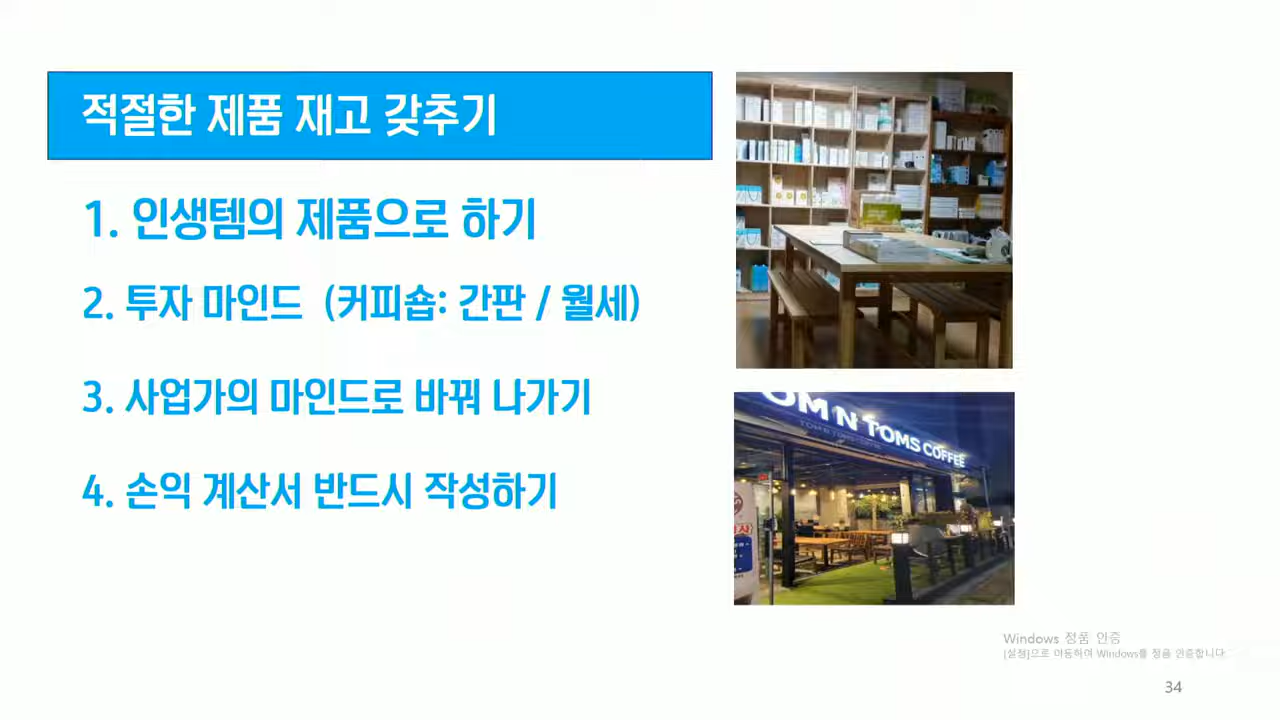 적절한 제품 재고 갖추기
1. 인생템의 제품으로 하기
2. 투자 마인드 (커피숍: 간판 / 월세)
3. 사업가의 마인드로 바꿔 나가기
4. 손익 계산서 반드시 작성하기
OM N TOMS COFFEE
TOM N TOMS COFFEE
Windows 정품 인증
[설정]으로 이동하여 Windows를 정품 인증합니다.
34